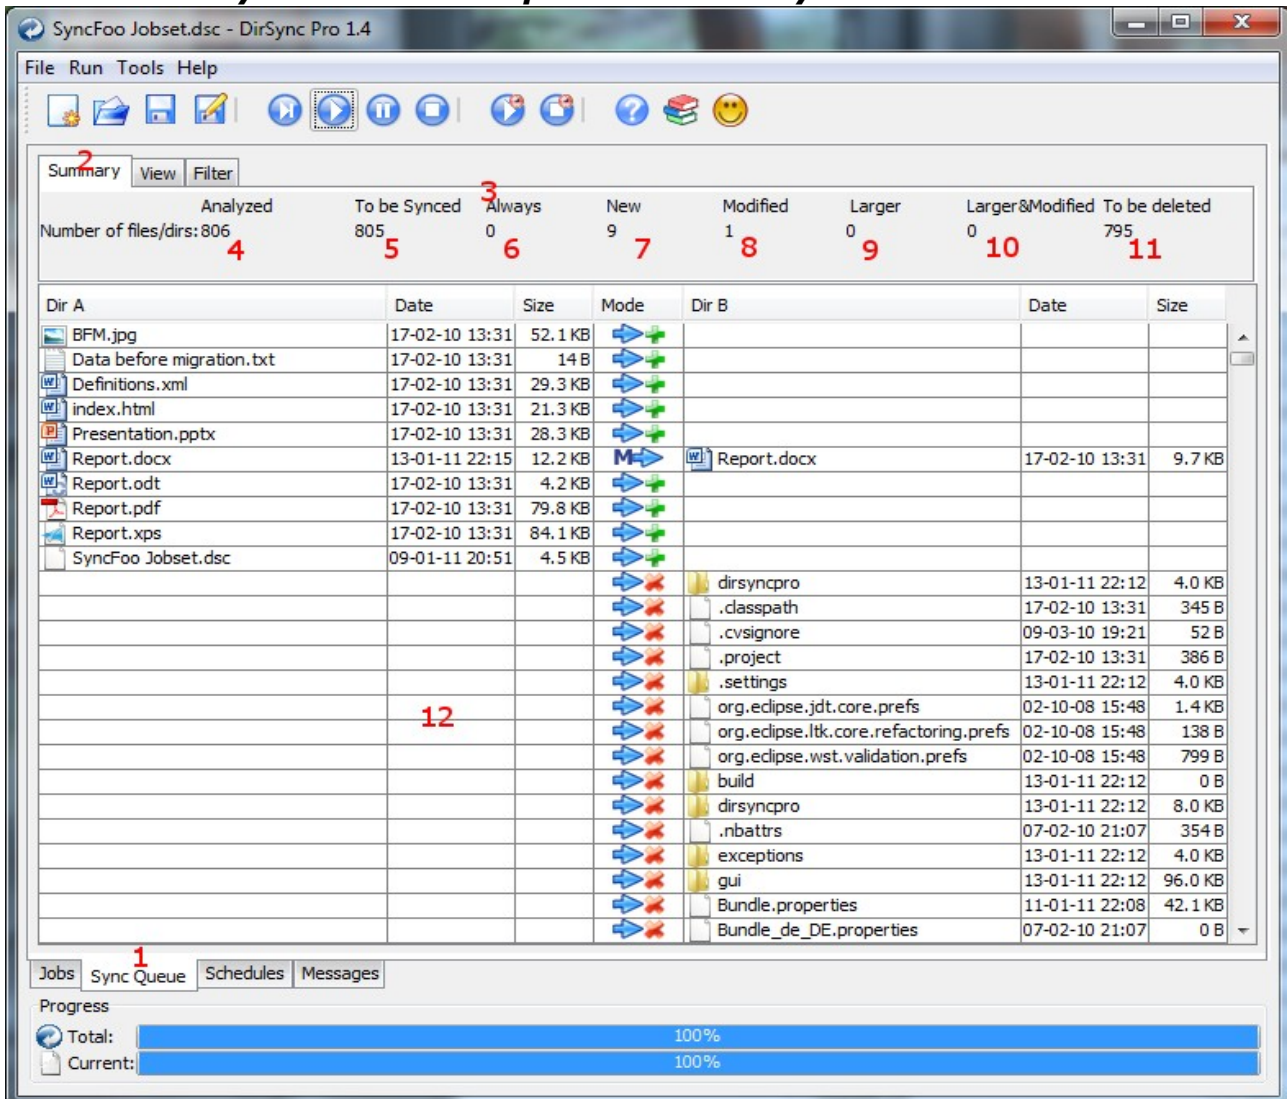 SyncFoo Jobset.dsc - DirSync Pro 1.4
File Run Tools Help
2
Summary View Filter
3
Analyzed To be Synced Always New Modified Larger Larger&Modified To be deleted
Number of files/dirs: 806 805 0 9 1 0 0 795
4 5 6 7 8 9 10 11
Dir A Date Size Mode Dir B Date Size
BFM.jpg 17-02-10 13:31 52.1 KB
Data before migration.txt 17-02-10 13:31 14 B
Definitions.xml 17-02-10 13:31 29.3 KB
index.html 17-02-10 13:31 21.3 KB
Presentation.pptx 17-02-10 13:31 28.3 KB
Report.docx 13-01-11 22:15 12.2 KB M Report.docx 17-02-10 13:31 9.7 KB
Report.odt 17-02-10 13:31 4.2 KB
Report.pdf 17-02-10 13:31 79.8 KB
Report.xps 17-02-10 13:31 84.1 KB
SyncFoo Jobset.dsc 09-01-11 20:51 4.5 KB
dirsyncpro 13-01-11 22:12 4.0 KB
.classpath 17-02-10 13:31 345 B
.cvsignore 09-03-10 19:21 52 B
.project 17-02-10 13:31 386 B
.settings 13-01-11 22:12 4.0 KB
org.eclipse.jdt.core.prefs 02-10-08 15:48 1.4 KB
12
org.eclipse.ltk.core.refactoring.prefs 02-10-08 15:48 138 B
org.eclipse.wst.validation.prefs 02-10-08 15:48 799 B
build 13-01-11 22:12 0 B
dirsyncpro 13-01-11 22:12 8.0 KB
.nbattrs 07-02-10 21:07 354 B
exceptions 13-01-11 22:12 4.0 KB
gui 13-01-11 22:12 96.0 KB
Bundle.properties 11-01-11 22:08 42.1 KB
Bundle_de_DE.properties 07-02-10 21:07 0 B
1
Jobs Sync Queue Schedules Messages
Progress
Total: 100%
Current: 100%